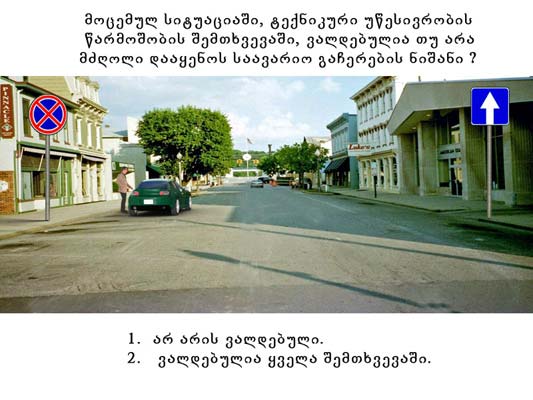 მოცემულ სიტუაციაში, ტექნიკური უწესივრობის
წარმოშობის შემთხვევაში, ვალდებულია თუ არა
მძღოლი დააყენოს საავარიო გაჩერების ნიშანი ?
PINNACLE
1. არ არის ვალდებული.
2. ვალდებულია ყველა შემთხვევაში.